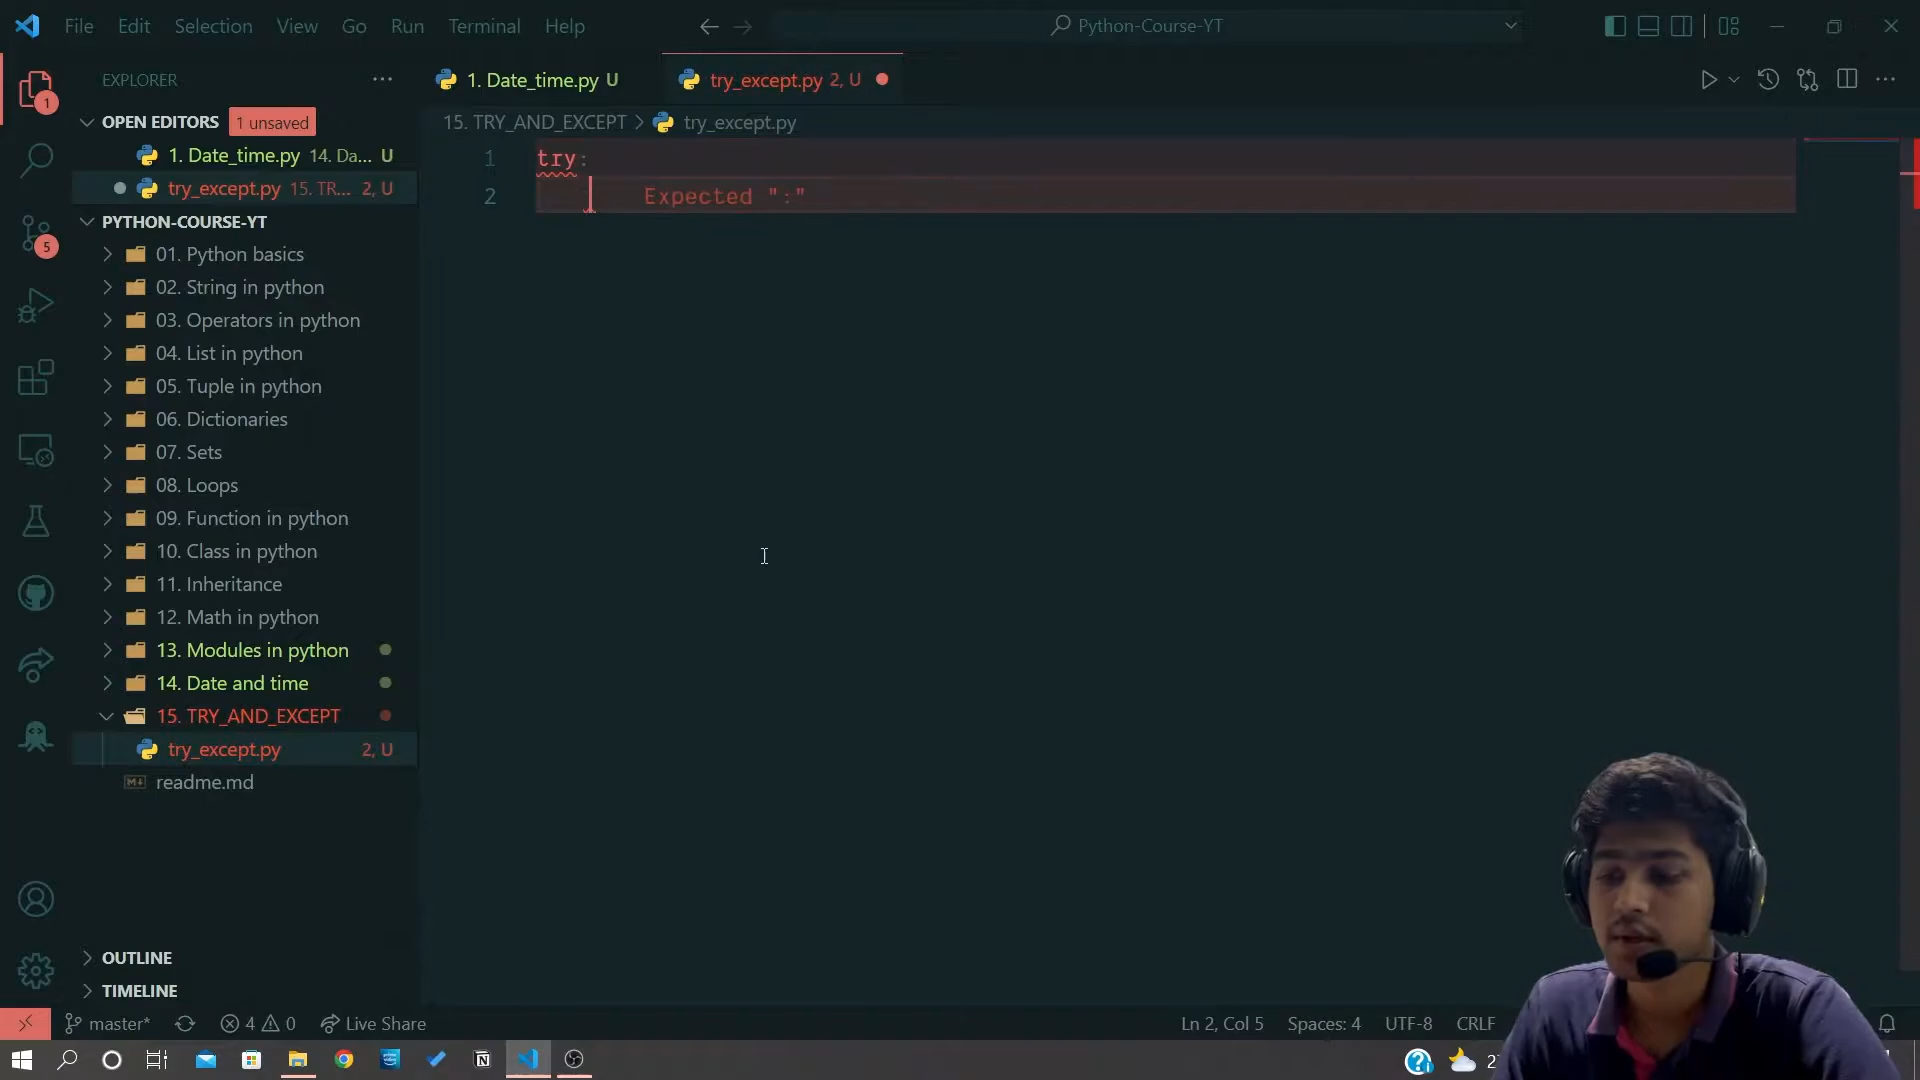 File Edit Selection View Go Run Terminal Help
Python-Course-YT
EXPLORER
1. Date_time.py U
try_except.py 2, U
1
OPEN EDITORS 1 unsaved
15. TRY_AND_EXCEPT > try_except.py
1. Date_time.py 14. Da... U
1 try:
try_except.py 15. TR... 2, U
2 Expected ":"
PYTHON-COURSE-YT
5
01. Python basics
02. String in python
03. Operators in python
04. List in python
05. Tuple in python
06. Dictionaries
07. Sets
08. Loops
09. Function in python
10. Class in python
11. Inheritance
12. Math in python
13. Modules in python
14. Date and time
15. TRY_AND_EXCEPT
try_except.py 2, U
readme.md
OUTLINE
TIMELINE
master* 4 0 Live Share
Ln 2, Col 5 Spaces: 4 UTF-8 CRLF